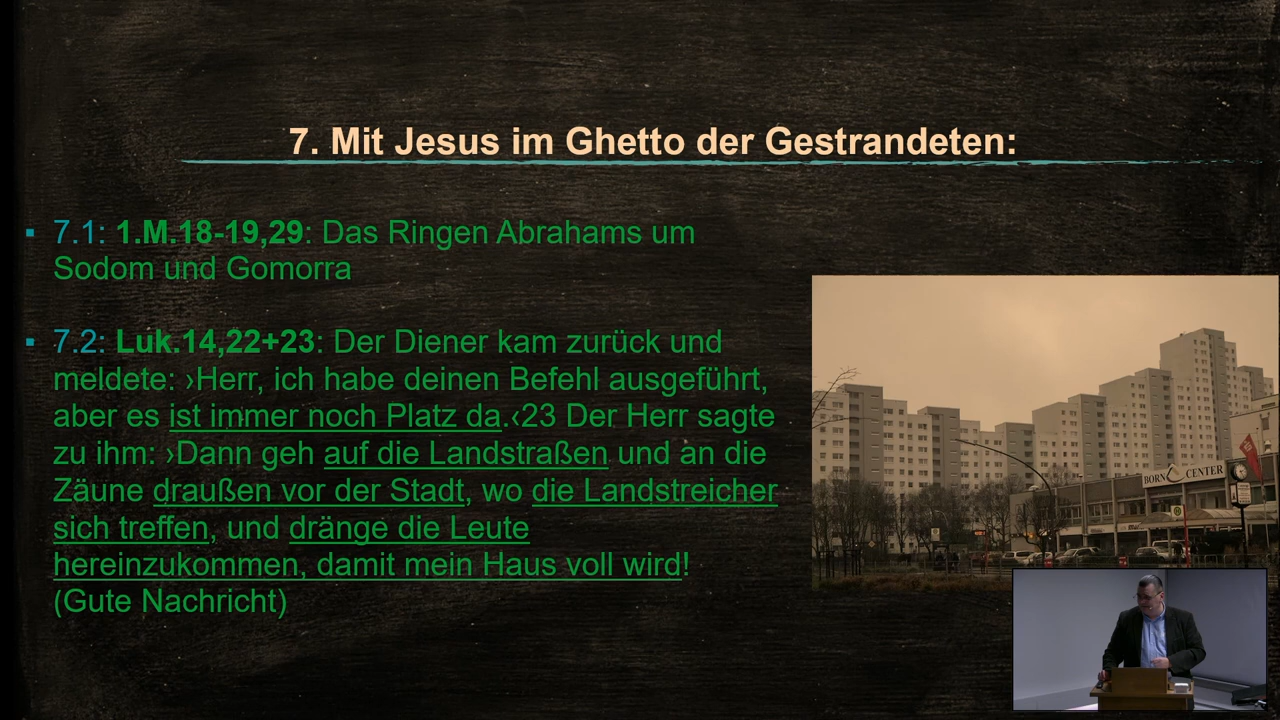 7. Mit Jesus im Ghetto der Gestrandeten:
▪ 7.1: 1.M.18-19,29: Das Ringen Abrahams um
Sodom und Gomorra
▪ 7.2: Luk.14,22+23: Der Diener kam zurück und
meldete: ›Herr, ich habe deinen Befehl ausgeführt,
aber es ist immer noch Platz da.‹23 Der Herr sagte
zu ihm: ›Dann geh auf die Landstraßen und an die
Zäune draußen vor der Stadt, wo die Landstreicher
sich treffen, und dränge die Leute
hereinzukommen, damit mein Haus voll wird!
(Gute Nachricht)
BORN CENTER